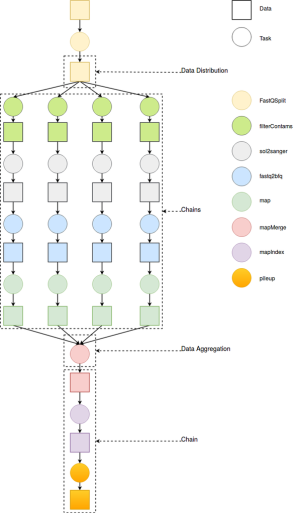 Data
Task
Data Distribution
FastQSplit
filterContams
sol2sanger
fastq2bfq
Chains
map
mapMerge
mapIndex
pileup
Data Aggregation
Chain